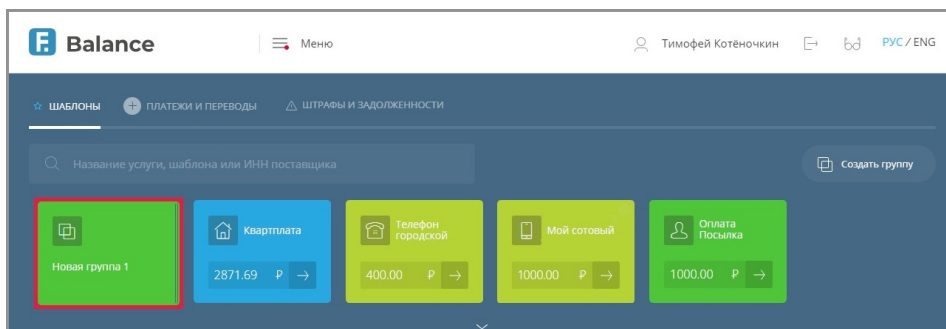 F. Balance
Меню
Тимофей Котёночкин
РУС / ENG
ШАБЛОНЫ
ПЛАТЕЖИ И ПЕРЕВОДЫ
ШТРАФЫ И ЗАДОЛЖЕННОСТИ
Название услуги, шаблона или ИНН поставщика
Создать группу
Новая группа 1
Квартплата
2871.69 ₽ →
Телефон
городской
400.00 ₽ →
Мой сотовый
1000.00 ₽ →
Оплата
Посылка
1000.00 ₽ →